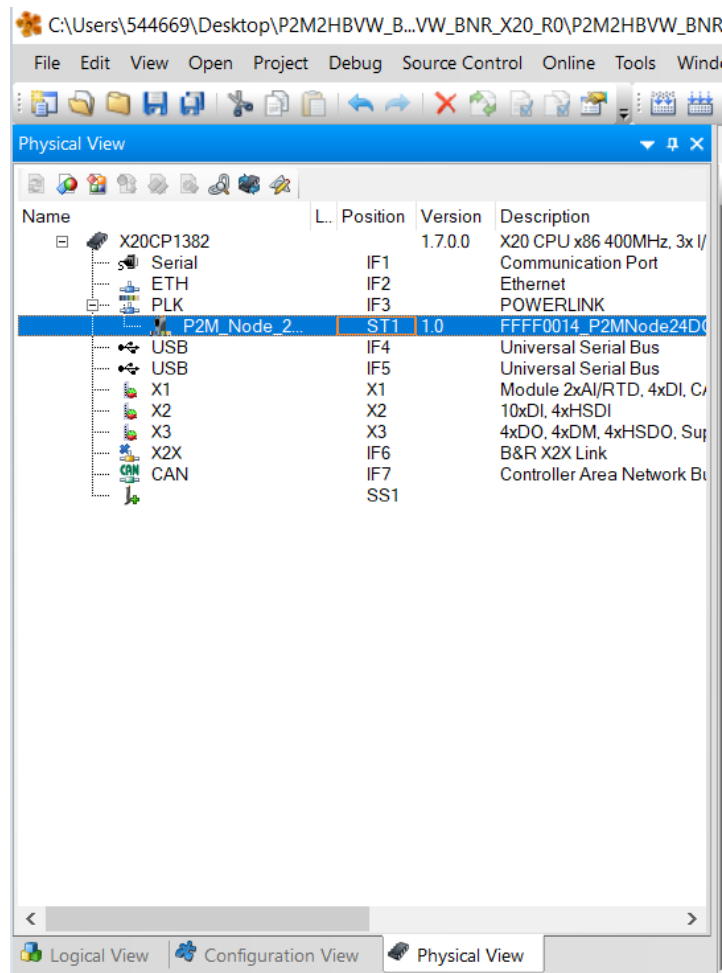 C:\Users\544669\Desktop\P2M2HBVW_B...VW_BNR_X20_R0\P2M2HBVW_BNR
File Edit View Open Project Debug Source Control Online Tools Wind
Physical View
Name L.. Position Version Description
X20CP1382 1.7.0.0 X20 CPU x86 400MHz, 3x I/
Serial IF1 Communication Port
ETH IF2 Ethernet
PLK IF3 POWERLINK
P2M_Node_2... ST1 1.0 FFFF0014_P2MNode24DC
USB IF4 Universal Serial Bus
USB IF5 Universal Serial Bus
X1 X1 Module 2xAI/RTD, 4xDI, CA
X2 X2 10xDI, 4xHSDI
X3 X3 4xDO, 4xDM, 4xHSDO, Sup
X2X IF6 B&R X2X Link
CAN CAN IF7 Controller Area Network Bu
SS1
Logical View Configuration View Physical View